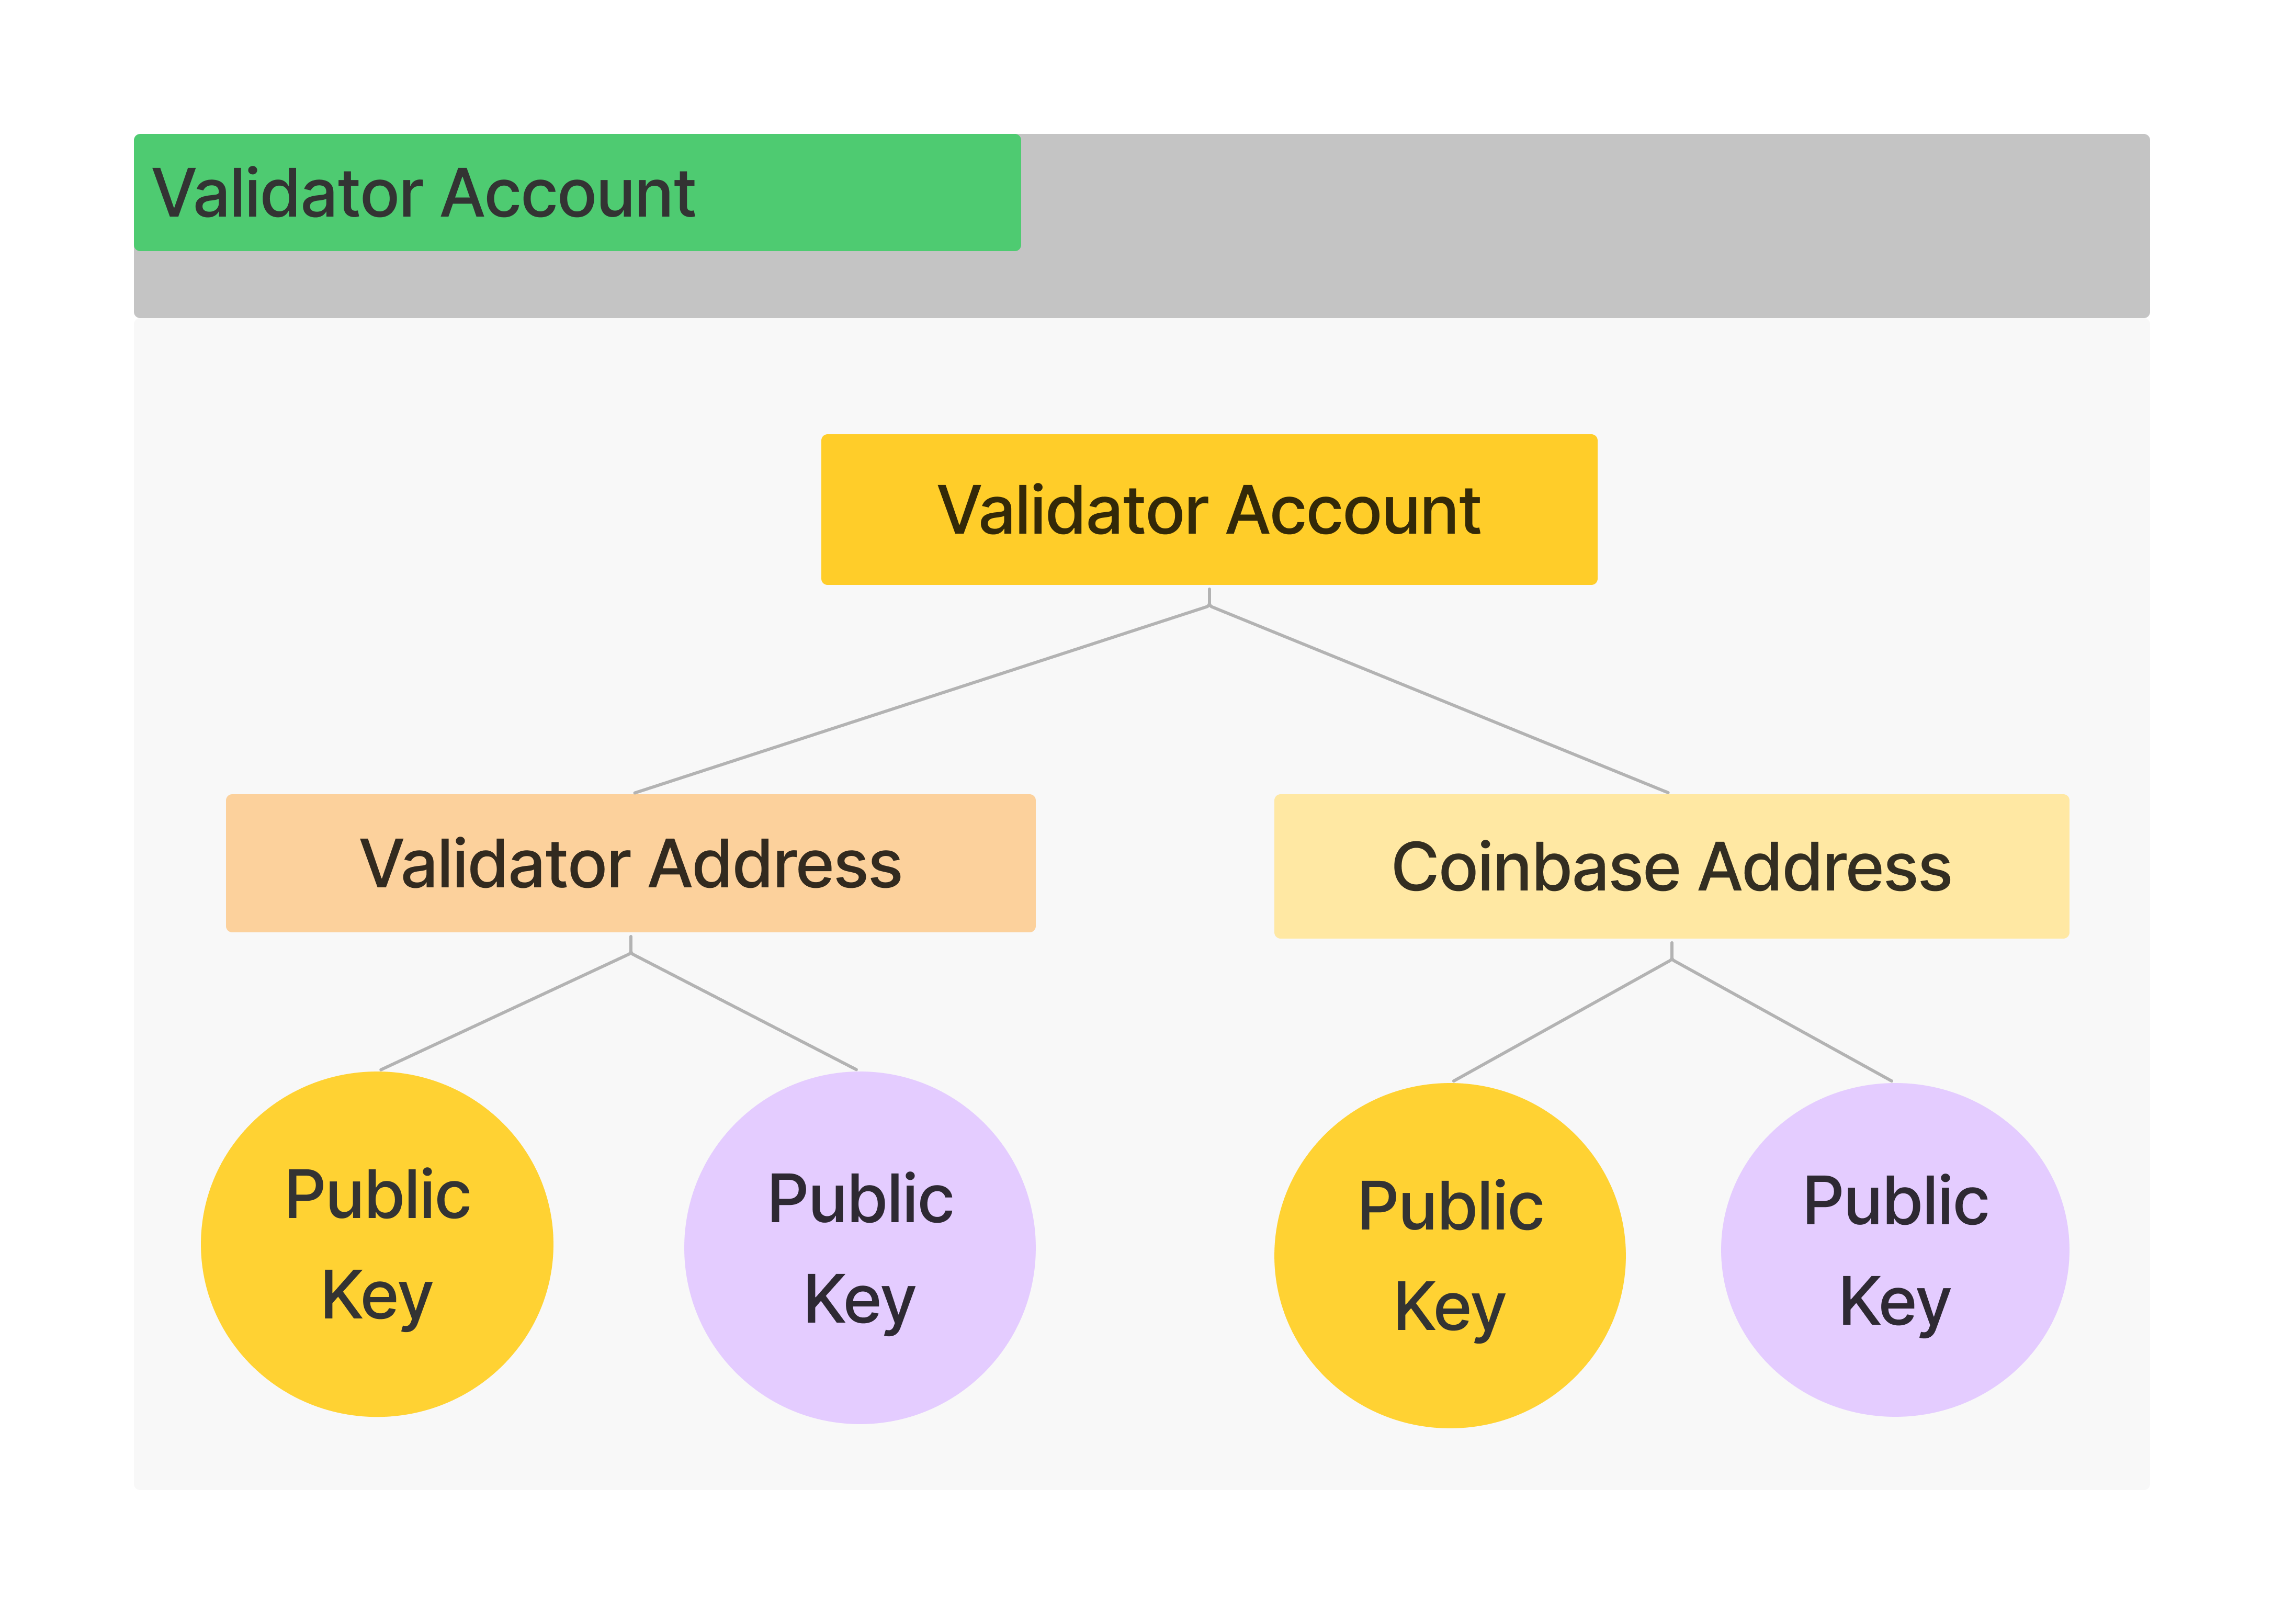 Validator Account
Validator Account
Validator Address
Coinbase Address
Public
Key
Public
Key
Public
Key
Public
Key